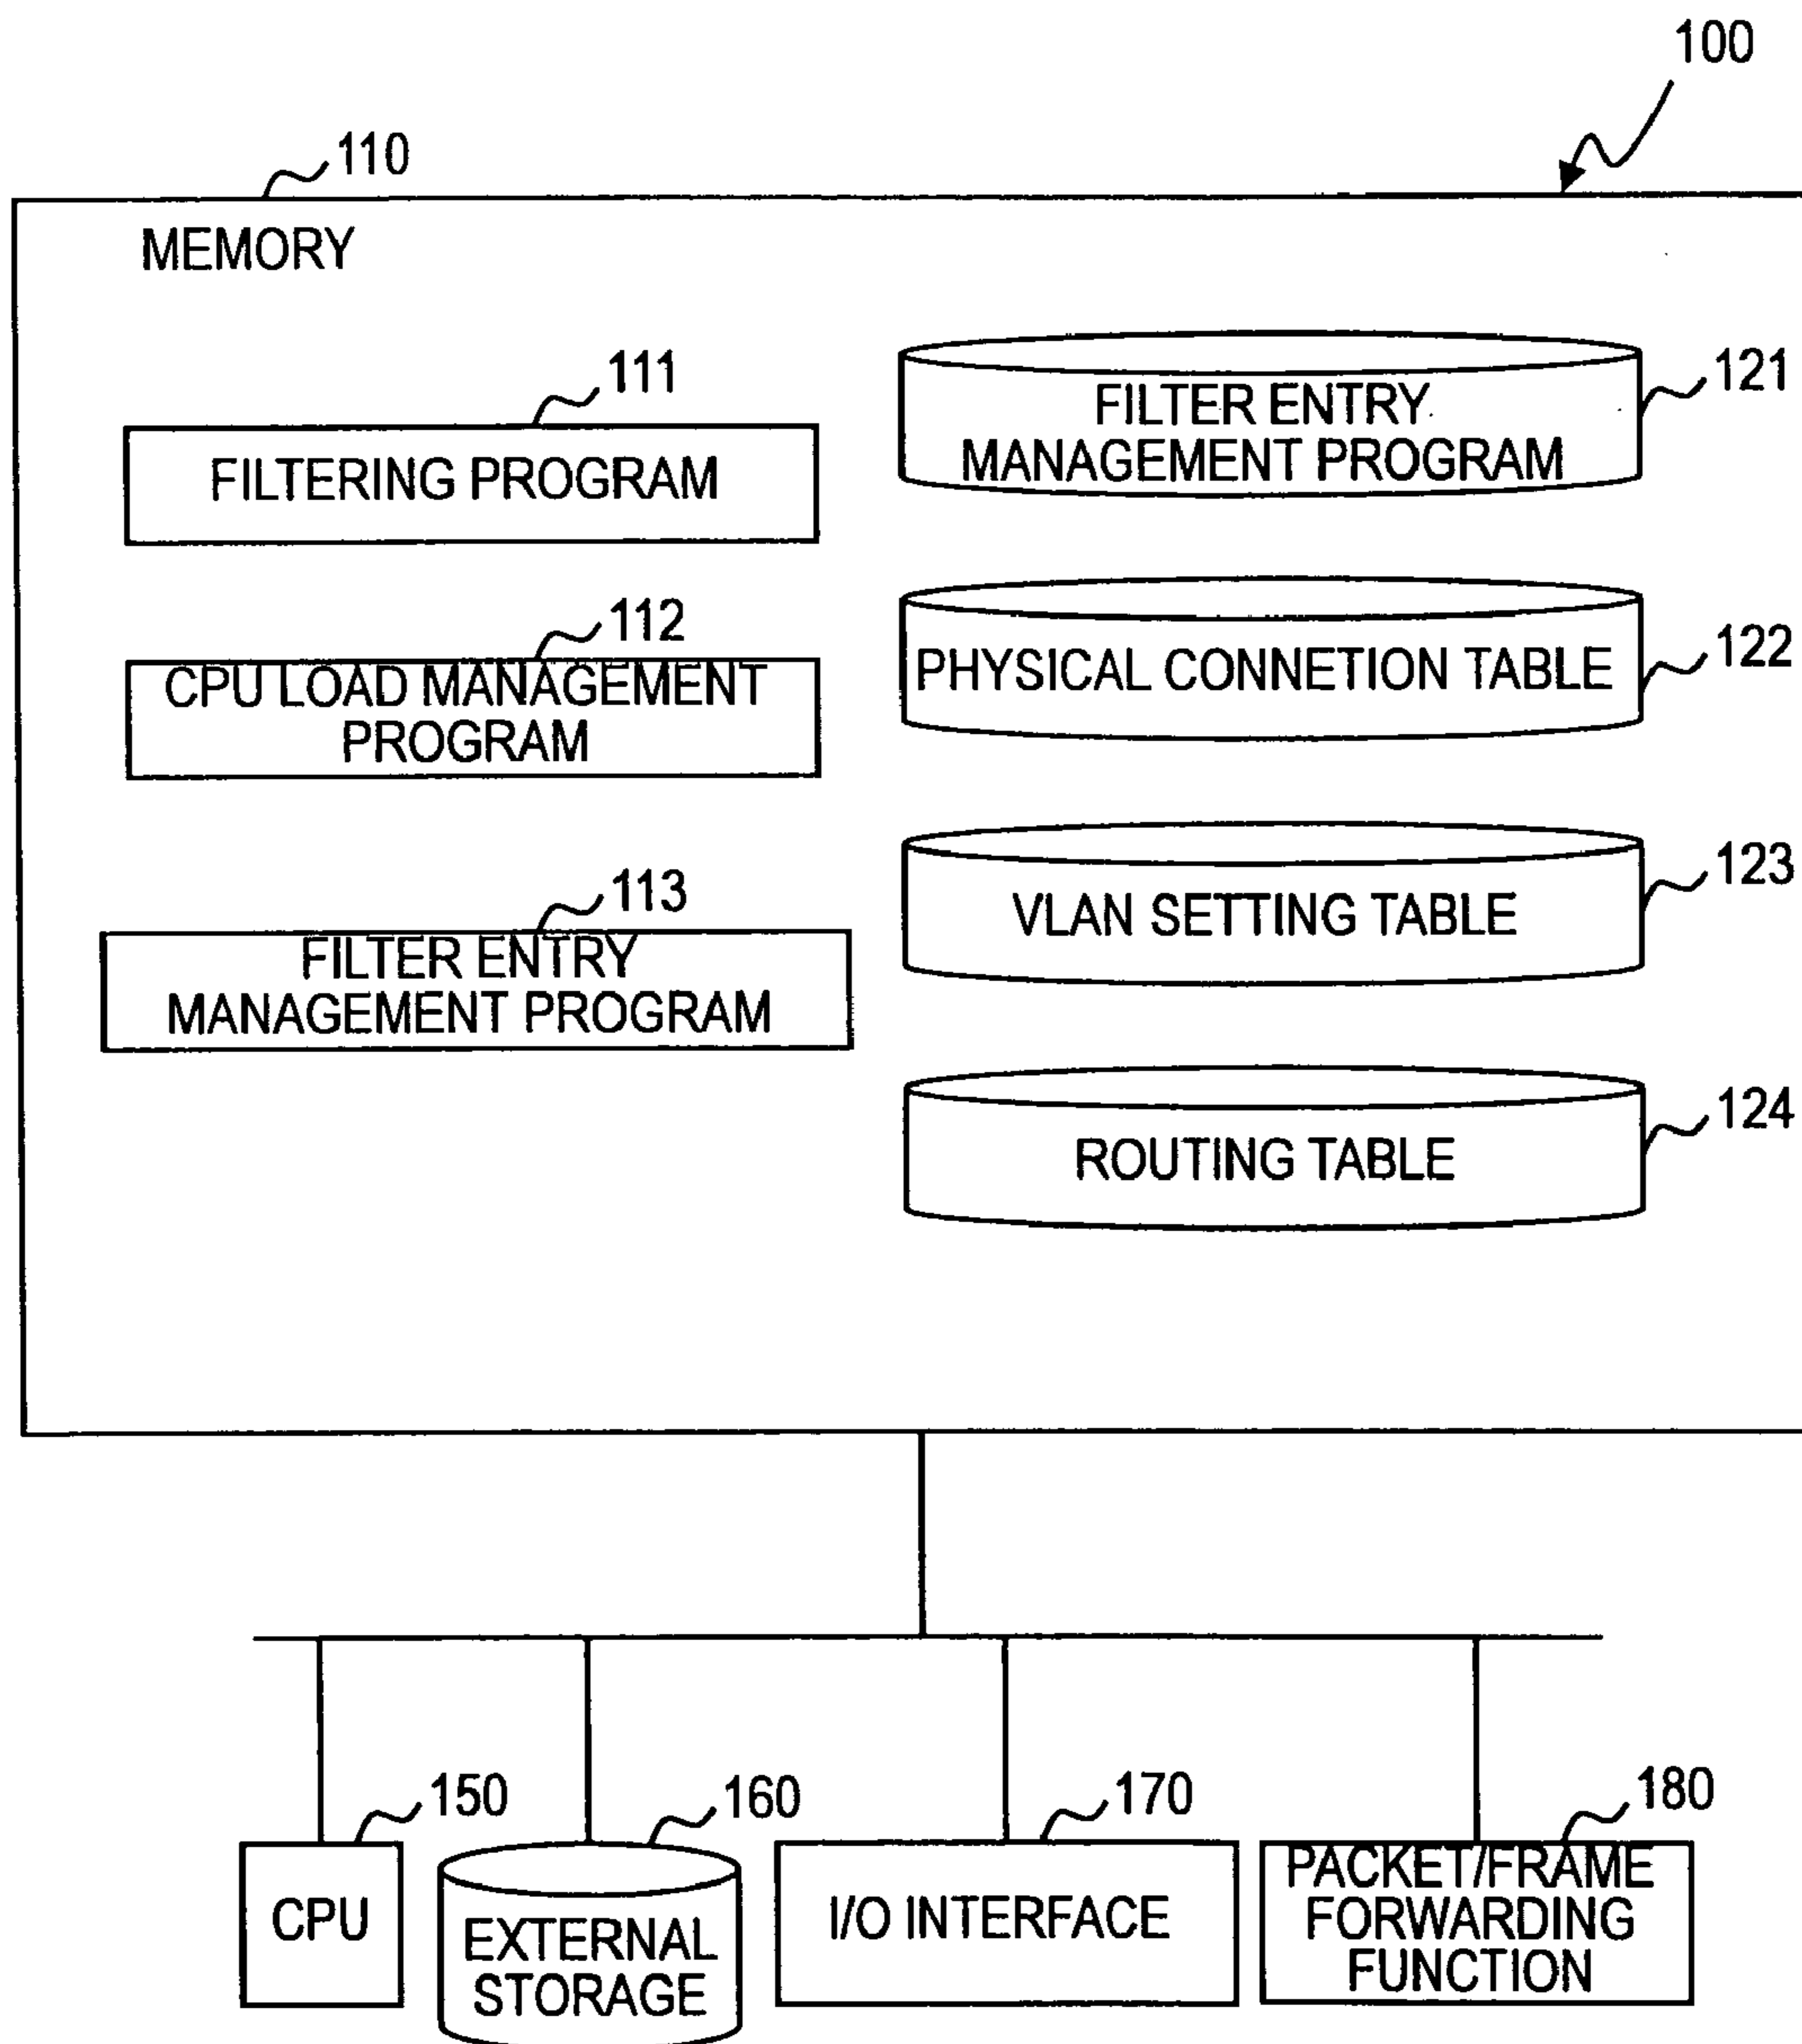 100
110
MEMORY
111
FILTERING PROGRAM
121
FILTER ENTRY
MANAGEMENT PROGRAM
112
CPU LOAD MANAGEMENT
PROGRAM
122
PHYSICAL CONNETION TABLE
123
VLAN SETTING TABLE
113
FILTER ENTRY
MANAGEMENT PROGRAM
124
ROUTING TABLE
150
CPU
160
EXTERNAL
STORAGE
170
I/O INTERFACE
180
PACKET/FRAME
FORWARDING
FUNCTION